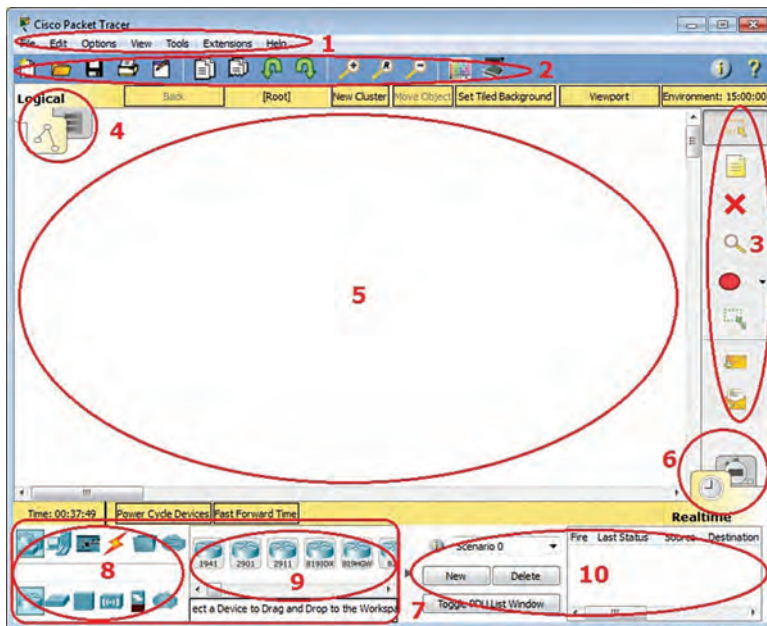 Cisco Packet Tracer
File Edit Options View Tools Extensions Help 1
2
Logical Back [Root] New Cluster Move Object Set Tiled Background Viewport Environment: 15:00:00
4
3
5
6
Time: 00:37:49 Power Cycle Devices Fast Forward Time Realtime
8
1941 2901 2911 819IOX 819HGW
9
ect a Device to Drag and Drop to the Workspa
7
Scenario 0
New Delete
Toggle PDU List Window
Fire Last Status Source Destination
10